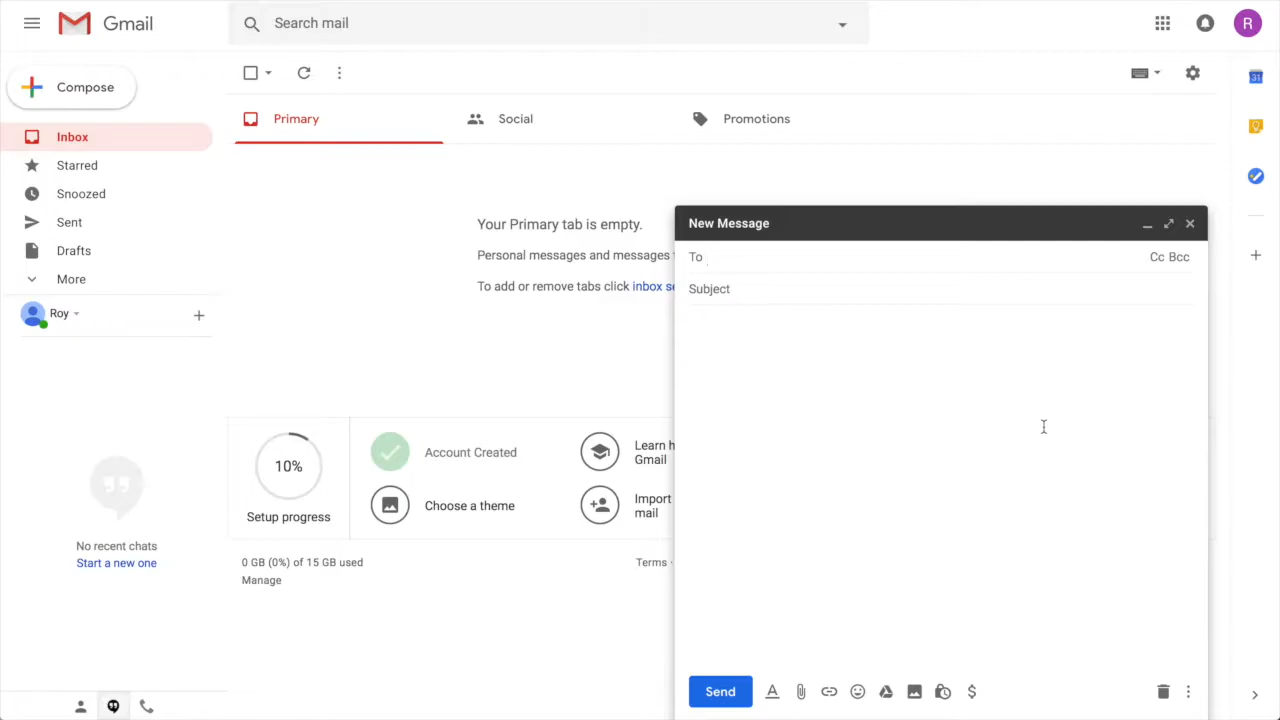 Gmail
Search mail
R
Compose
31
Primary
Social
Promotions
Inbox
Starred
Snoozed
Sent
Drafts
More
Roy
No recent chats
Start a new one
Your Primary tab is empty.
Personal messages and messages
To add or remove tabs click inbox se
10%
Setup progress
Account Created
Learn h
Gmail
Choose a theme
Import
mail
0 GB (0%) of 15 GB used
Manage
Terms ·
New Message
To
Cc Bcc
Subject
Send
A
$